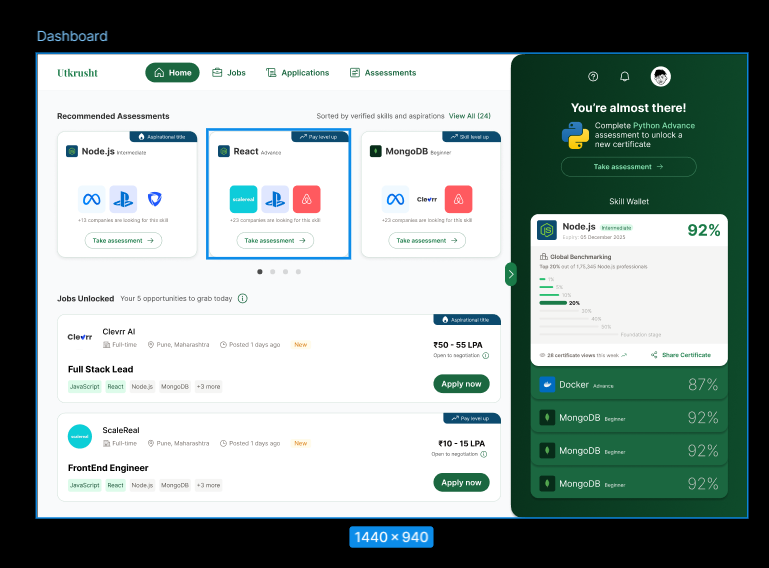 Dashboard
Utkrusht
Home
Jobs
Applications
Assessments
Recommended Assessments
Sorted by verified skills and aspirations View All (24)
Aspirational title
Node.js Intermediate
+13 companies are looking for this skill
Take assessment →
Pay level up
React Advance
scalereal
+23 companies are looking for this skill
Take assessment →
Skill level up
MongoDB Beginner
Clevrr
+23 companies are looking for this skill
Take assessment →
Jobs Unlocked Your 5 opportunities to grab today
Aspirational title
Clevrr
Clevrr AI
Full-time Pune, Maharashtra Posted 1 days ago New
₹50 - 55 LPA
Open to negotiation
Full Stack Lead
JavaScript React Node.js MongoDB +3 more
Apply now
Pay level up
scalereal
ScaleReal
Full-time Pune, Maharashtra Posted 1 days ago New
₹10 - 15 LPA
Open to negotiation
FrontEnd Engineer
JavaScript React Node.js MongoDB +3 more
Apply now
You're almost there!
Complete Python Advance
assessment to unlock a
new certificate
Take assessment →
Skill Wallet
Node.js Intermediate
Expiry: 05 December 2025
92%
Global Benchmarking
Top 20% out of 1,75,345 Node.js professionals
1%
5%
10%
20%
30%
40%
50%
Foundation stage
28 certificate views this week
Share Certificate
Docker Advance 87%
MongoDB Beginner 92%
MongoDB Beginner 92%
MongoDB Beginner 92%
1440 × 940